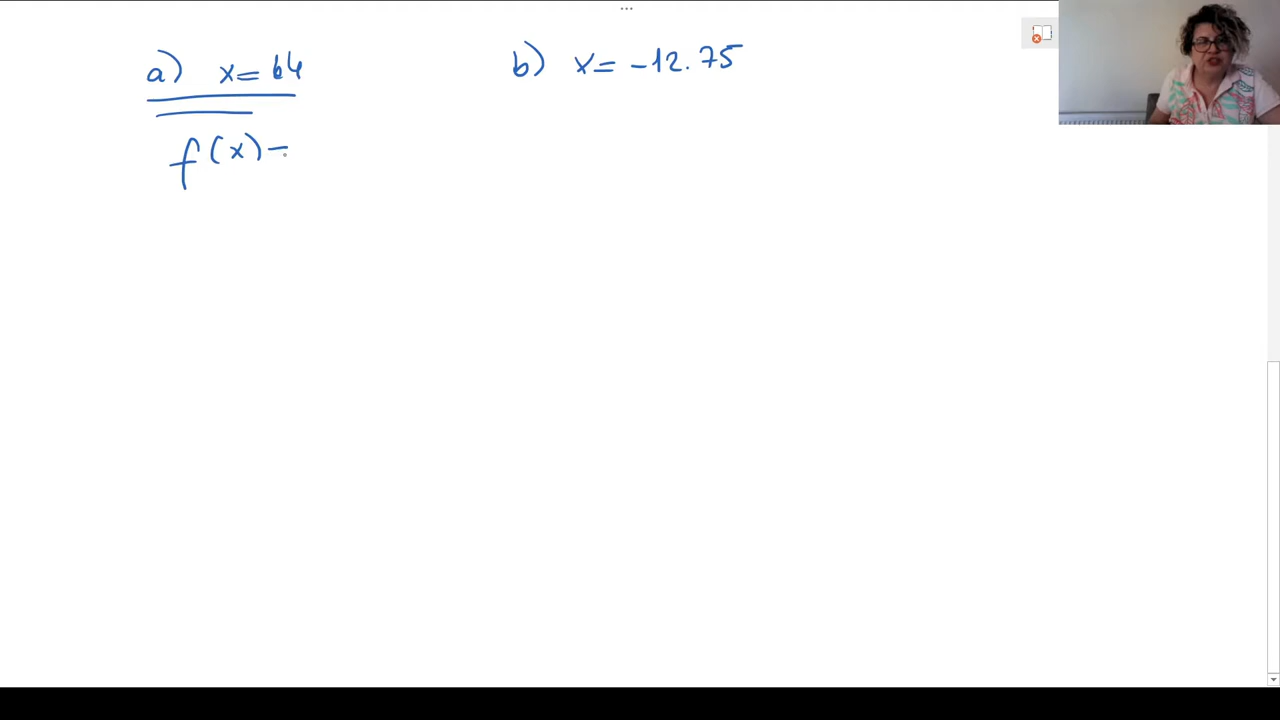 a) x = 64
b) x = -12.75
f(x) -